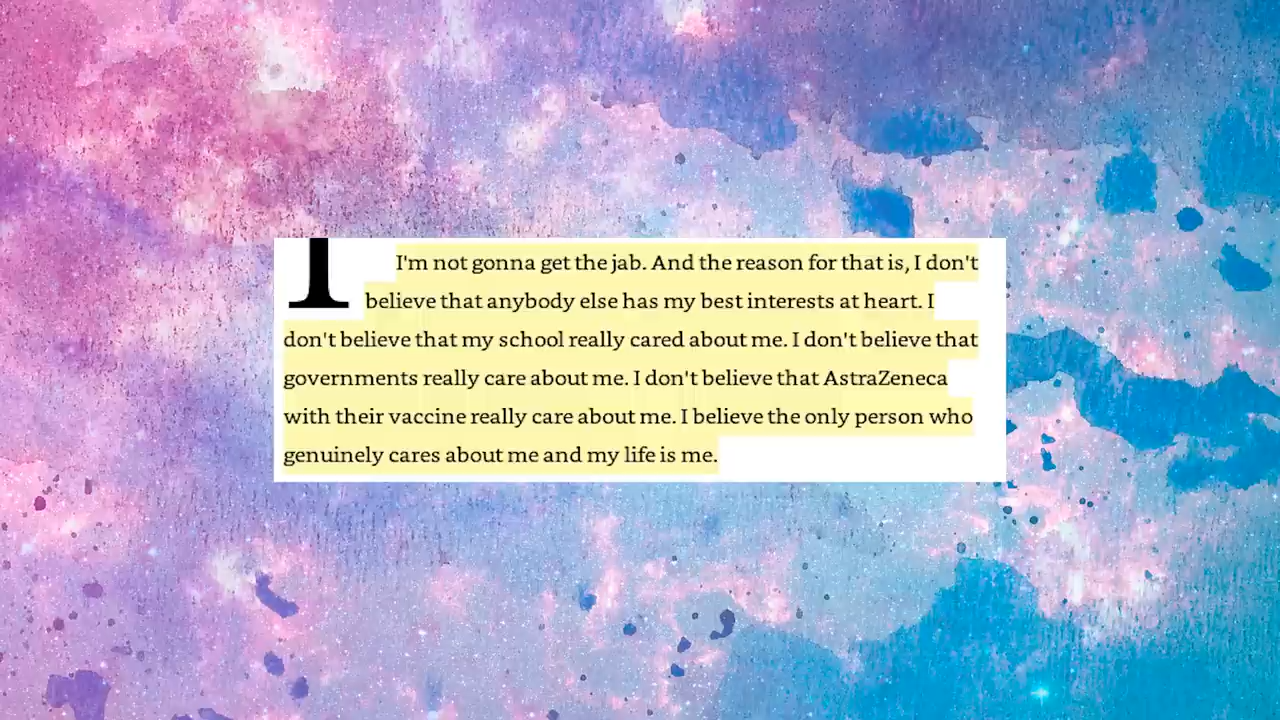 I'm not gonna get the jab. And the reason for that is, I don't
believe that anybody else has my best interests at heart. I
don't believe that my school really cared about me. I don't believe that
governments really care about me. I don't believe that AstraZeneca
with their vaccine really care about me. I believe the only person who
genuinely cares about me and my life is me.